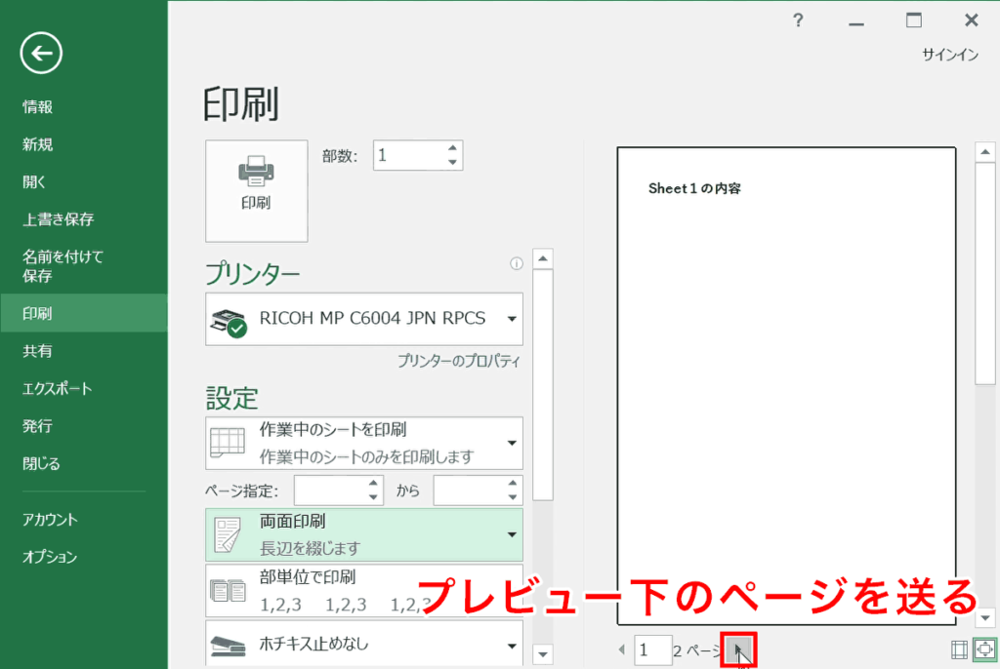 ?
サインイン
情報
新規
開く
上書き保存
名前を付けて
保存
印刷
共有
エクスポート
発行
閉じる
アカウント
オプション
印刷
印刷
部数: 1
プリンター
RICOH MP C6004 JPN RPCS
プリンターのプロパティ
設定
作業中のシートを印刷
作業中のシートのみを印刷します
ページ指定: から
両面印刷
長辺を綴じます
部単位で印刷
1,2,3 1,2,3 1,2,3
ホチキス止めなし
Sheet1の内容
プレビュー下のページを送る
1 2 ページ